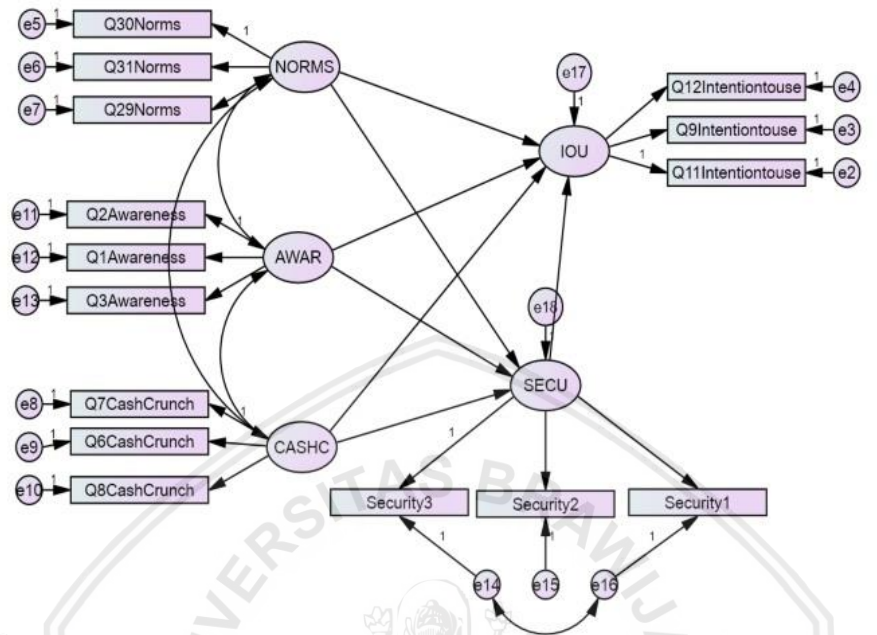 e5 1 Q30Norms 1
e6 1 Q31Norms NORMS
e7 1 Q29Norms
e17 1
Q12Intentiontouse 1 e4
IOU Q9Intentiontouse 1 e3
1 Q11Intentiontouse 1 e2
e11 1 Q2Awareness 1
e12 1 Q1Awareness AWAR
e13 1 Q3Awareness
e18 1
SECU
e8 1 Q7CashCrunch 1
e9 1 Q6CashCrunch CASHC
e10 1 Q8CashCrunch
1
Security3 Security2 Security1
1 1 1
e14 e15 e16
VERSITAS BRAWIJ